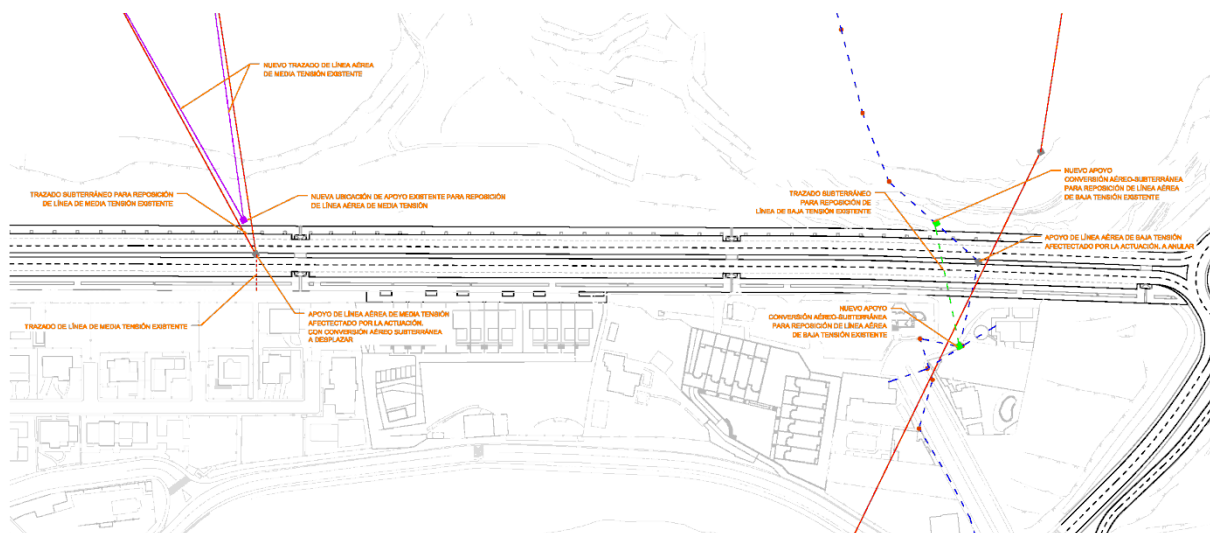 NUEVO TRAZADO DE LÍNEA AÉREA
DE MEDIA TENSIÓN EXISTENTE
TRAZADO SUBTERRÁNEO PARA REPOSICIÓN
DE LÍNEA DE MEDIA TENSIÓN EXISTENTE
NUEVA UBICACIÓN DE APOYO EXISTENTE PARA REPOSICIÓN
DE LÍNEA AÉREA DE MEDIA TENSIÓN
TRAZADO SUBTERRÁNEO
PARA REPOSICIÓN DE
LÍNEA DE BAJA TENSIÓN EXISTENTE
NUEVO APOYO
CONVERSIÓN AÉREO-SUBTERRÁNEA
PARA REPOSICIÓN DE LÍNEA AÉREA
DE BAJA TENSIÓN EXISTENTE
APOYO DE LÍNEA AÉREA DE BAJA TENSIÓN
AFECTECTADO POR LA ACTUACIÓN. A ANULAR
TRAZADO DE LÍNEA DE MEDIA TENSIÓN EXISTENTE
APOYO DE LÍNEA AÉREA DE MEDIA TENSIÓN
AFECTECTADO POR LA ACTUACIÓN,
CON CONVERSIÓN AÉREO SUBTERRÁNEA
A DESPLAZAR
NUEVO APOYO
CONVERSIÓN AÉREO-SUBTERRÁNEA
PARA REPOSICIÓN DE LÍNEA AÉREA
DE BAJA TENSIÓN EXISTENTE